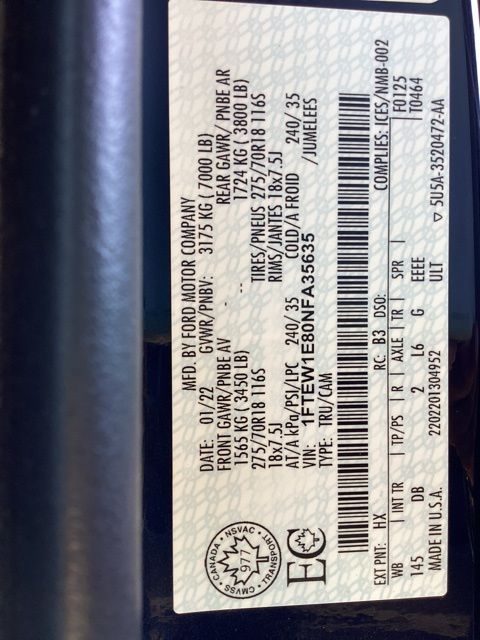 MFD. BY FORD MOTOR COMPANY
DATE: 01/22 GVWR/PNBV: 3175 KG ( 7000 LB)
FRONT GAWR/PNBE AV REAR GAWR/ PNBE AR
1565 KG ( 3450 LB) 1724 KG ( 3800 LB)
275/70R18 116S TIRES/PNEUS 275/70R18 116S
18x7.5J RIMS/JANTES 18x7.5J
AT/A kPa/PSI/LPC 240/ 35 COLD/A FROID 240/ 35
VIN: 1FTEW1E80NFA35635 /JUMELEES
TYPE: TRU/CAM
CMVSS · NSVAC · TRANSPORT
977
EC
EXT PNT: HX RC: B3 DSO: COMPLIES: ICES/NMB-002
WB INT TR TP/PS R AXLE TR SPR F0125
145 DB 2 L6 G EEEE T0464
ULT
MADE IN U.S.A. 2202201304952 ▽ 5U5A-3520472-AA